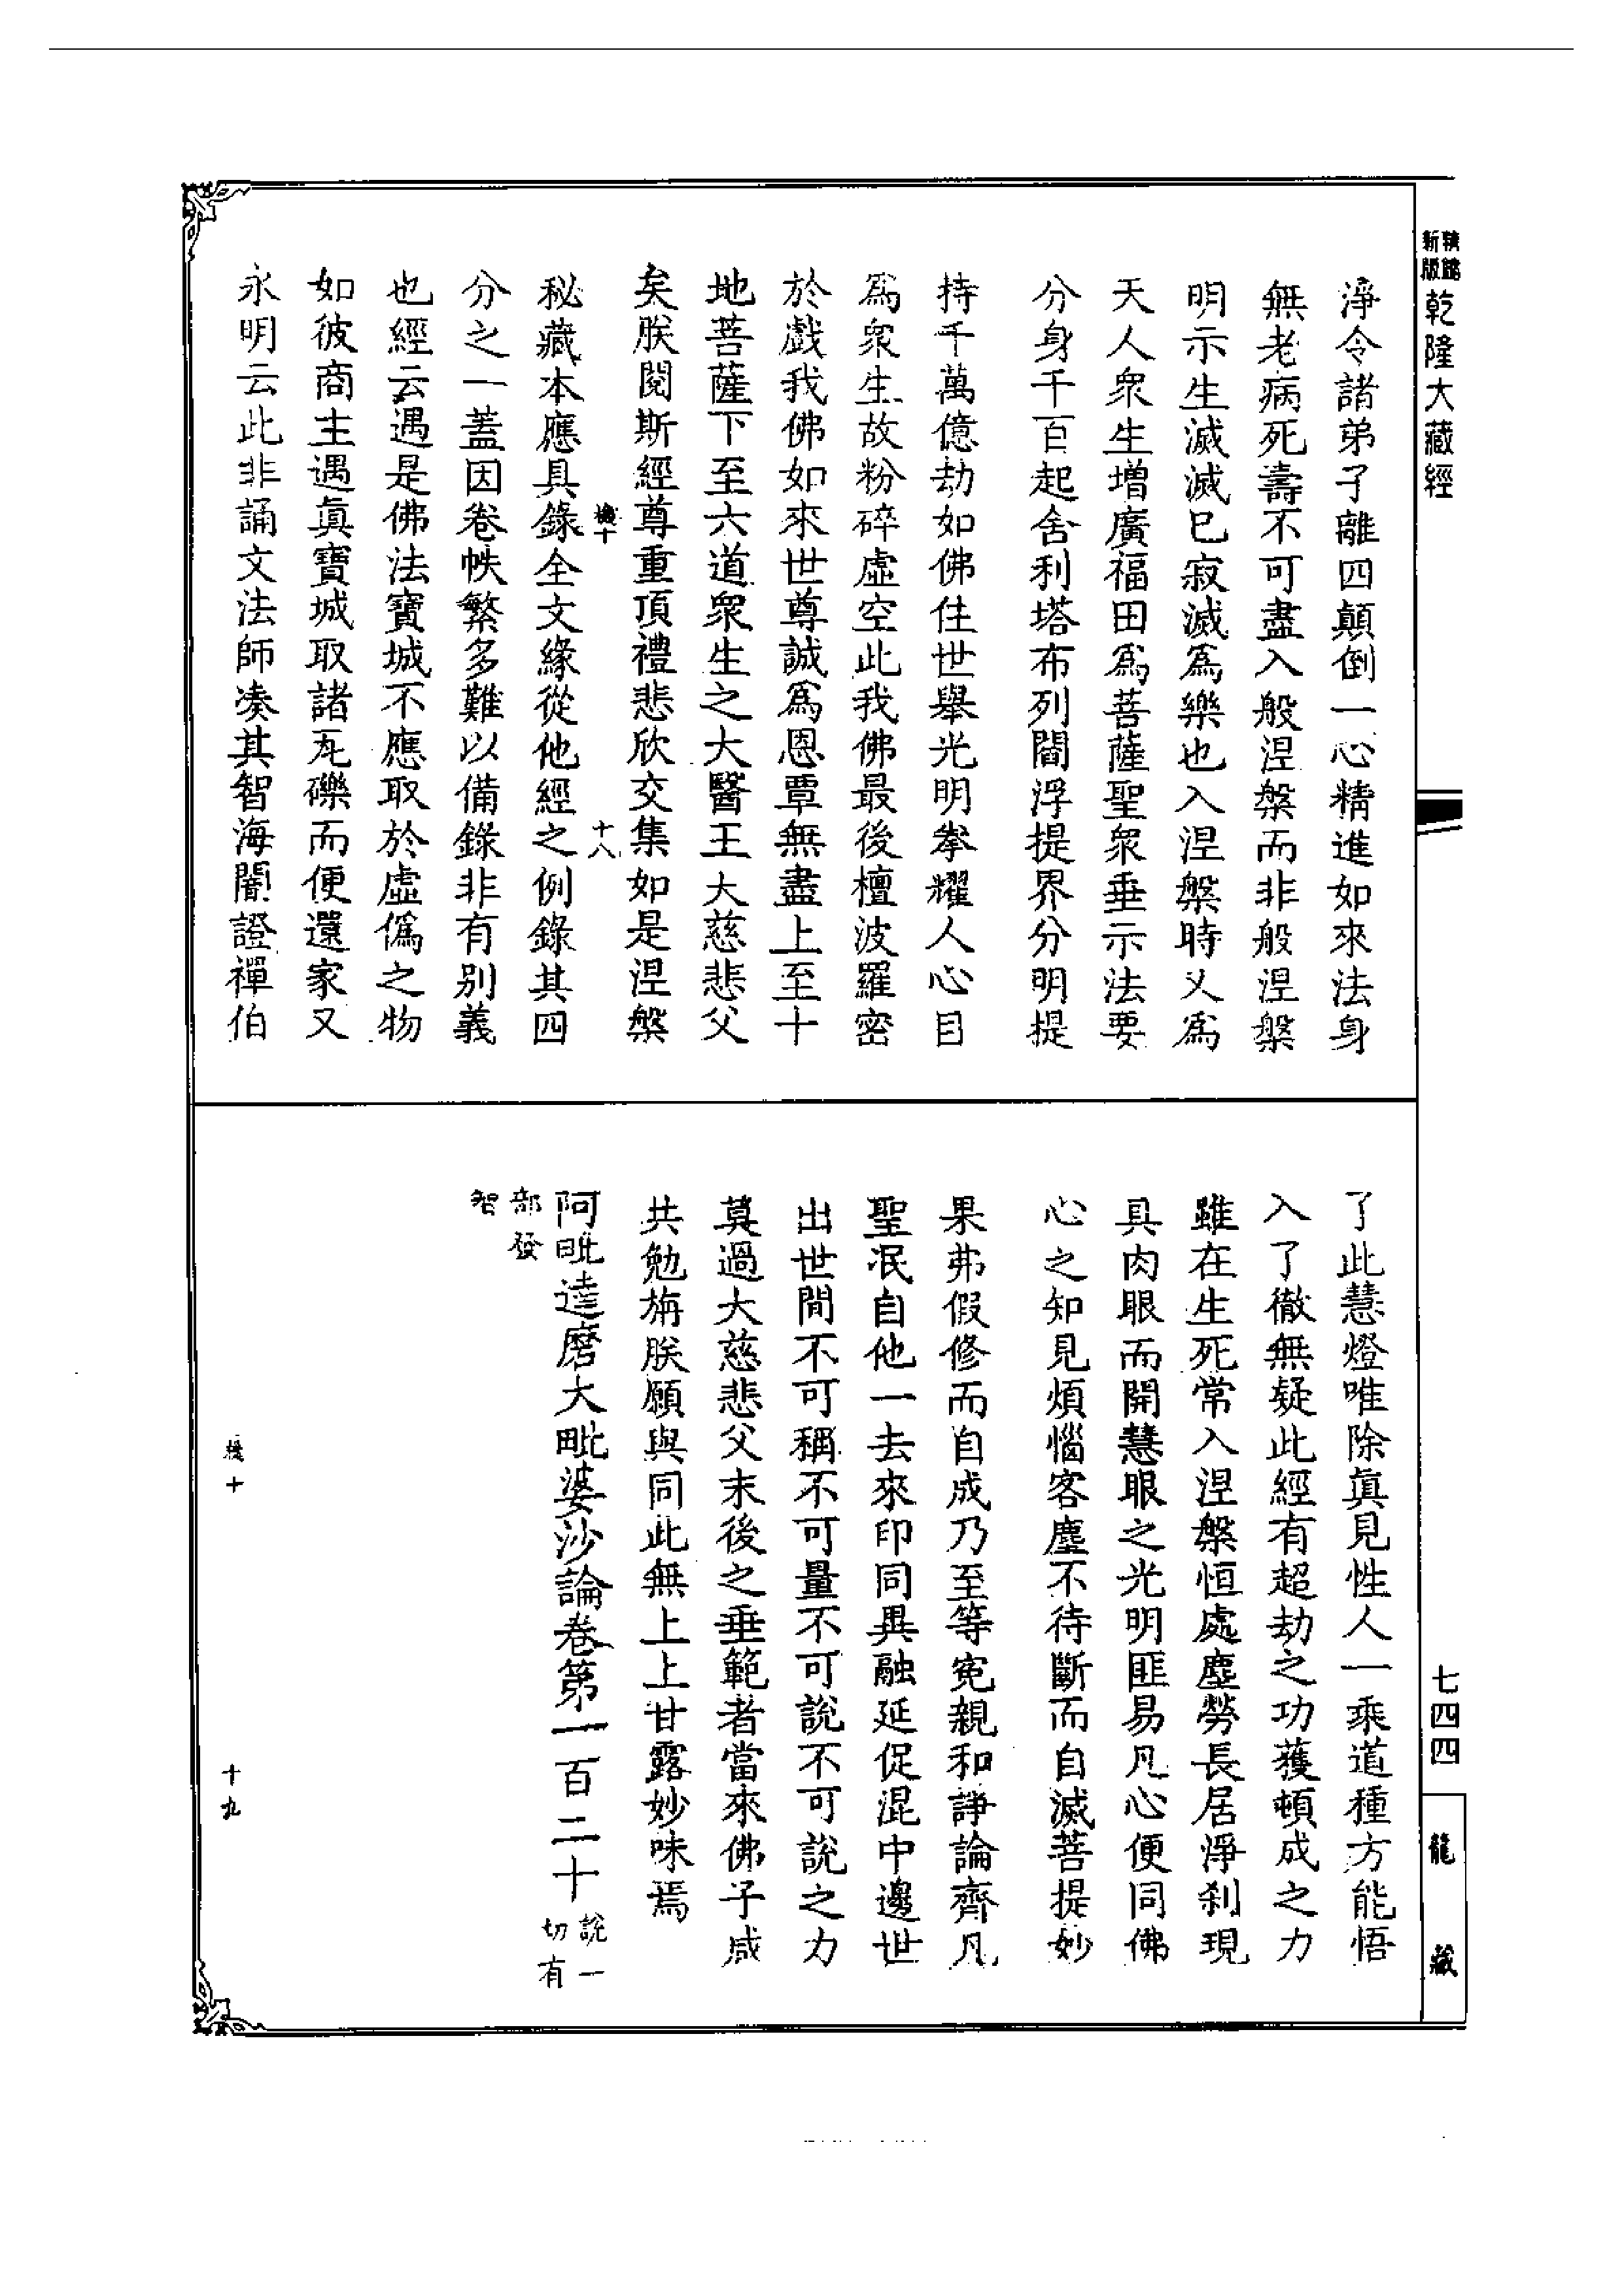 新版
乾隆大藏經
淨令諸弟子離四顛倒一心精進如來法身
無老病死壽不可盡入般涅槃而非般涅槃
明示生滅滅已寂滅爲樂也入涅槃時又爲
天人衆生增廣福田爲菩薩聖衆垂示法要
分身千百起舍利塔布列閻浮提界分明提
持千萬億劫如佛住世舉光明拳耀人心目
爲衆生故粉碎虛空此我佛最後檀波羅密
於戲我佛如來世尊誠爲恩覃無盡上至十
地菩薩下至六道衆生之大醫王大慈悲父
矣朕閱斯經尊重頂禮悲欣交集如是涅槃
十八
秘藏本應具錄全文緣從他經之例錄其四
分之一蓋因卷帙繁多難以備錄非有別義
也經云遇是佛法寶城不應取於虛僞之物
如彼商主遇眞寶城取諸瓦礫而便還家又
永明云此非誦文法師湊其智海闇證禪伯
了此慧燈唯除眞見性人一乘道種方能悟
入了徹無疑此經有超劫之功獲頓成之力
雖在生死常入涅槃恒處塵勞長居淨刹現
具肉眼而開慧眼之光明匪易凡心便同佛
心之知見煩惱客塵不待斷而自滅菩提妙
果弗假修而自成乃至等寃親和諍論齊凡
聖泯自他一去來印同異融延促混中邊世
出世間不可稱不可量不可說不可說之力
莫過大慈悲父末後之垂範者當來佛子咸
共勉旃朕願與同此無上上甘露妙味焉
阿毗達磨大毗婆沙論卷第一百二十 說一
切有
部發
智
十九
七四四
龍藏